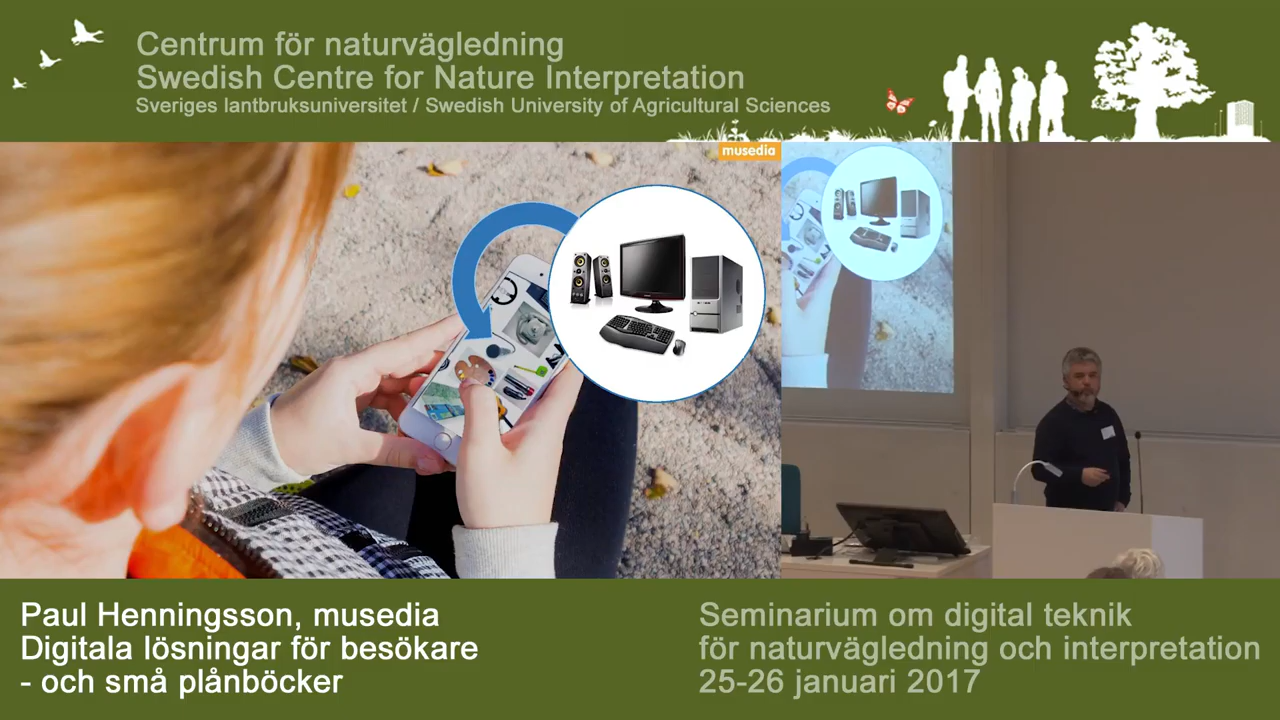 Centrum för naturvägledning
Swedish Centre for Nature Interpretation
Sveriges lantbruksuniversitet / Swedish University of Agricultural Sciences
musedia
Paul Henningsson, musedia
Digitala lösningar för besökare
- och små plånböcker
Seminarium om digital teknik
för naturvägledning och interpretation
25-26 januari 2017